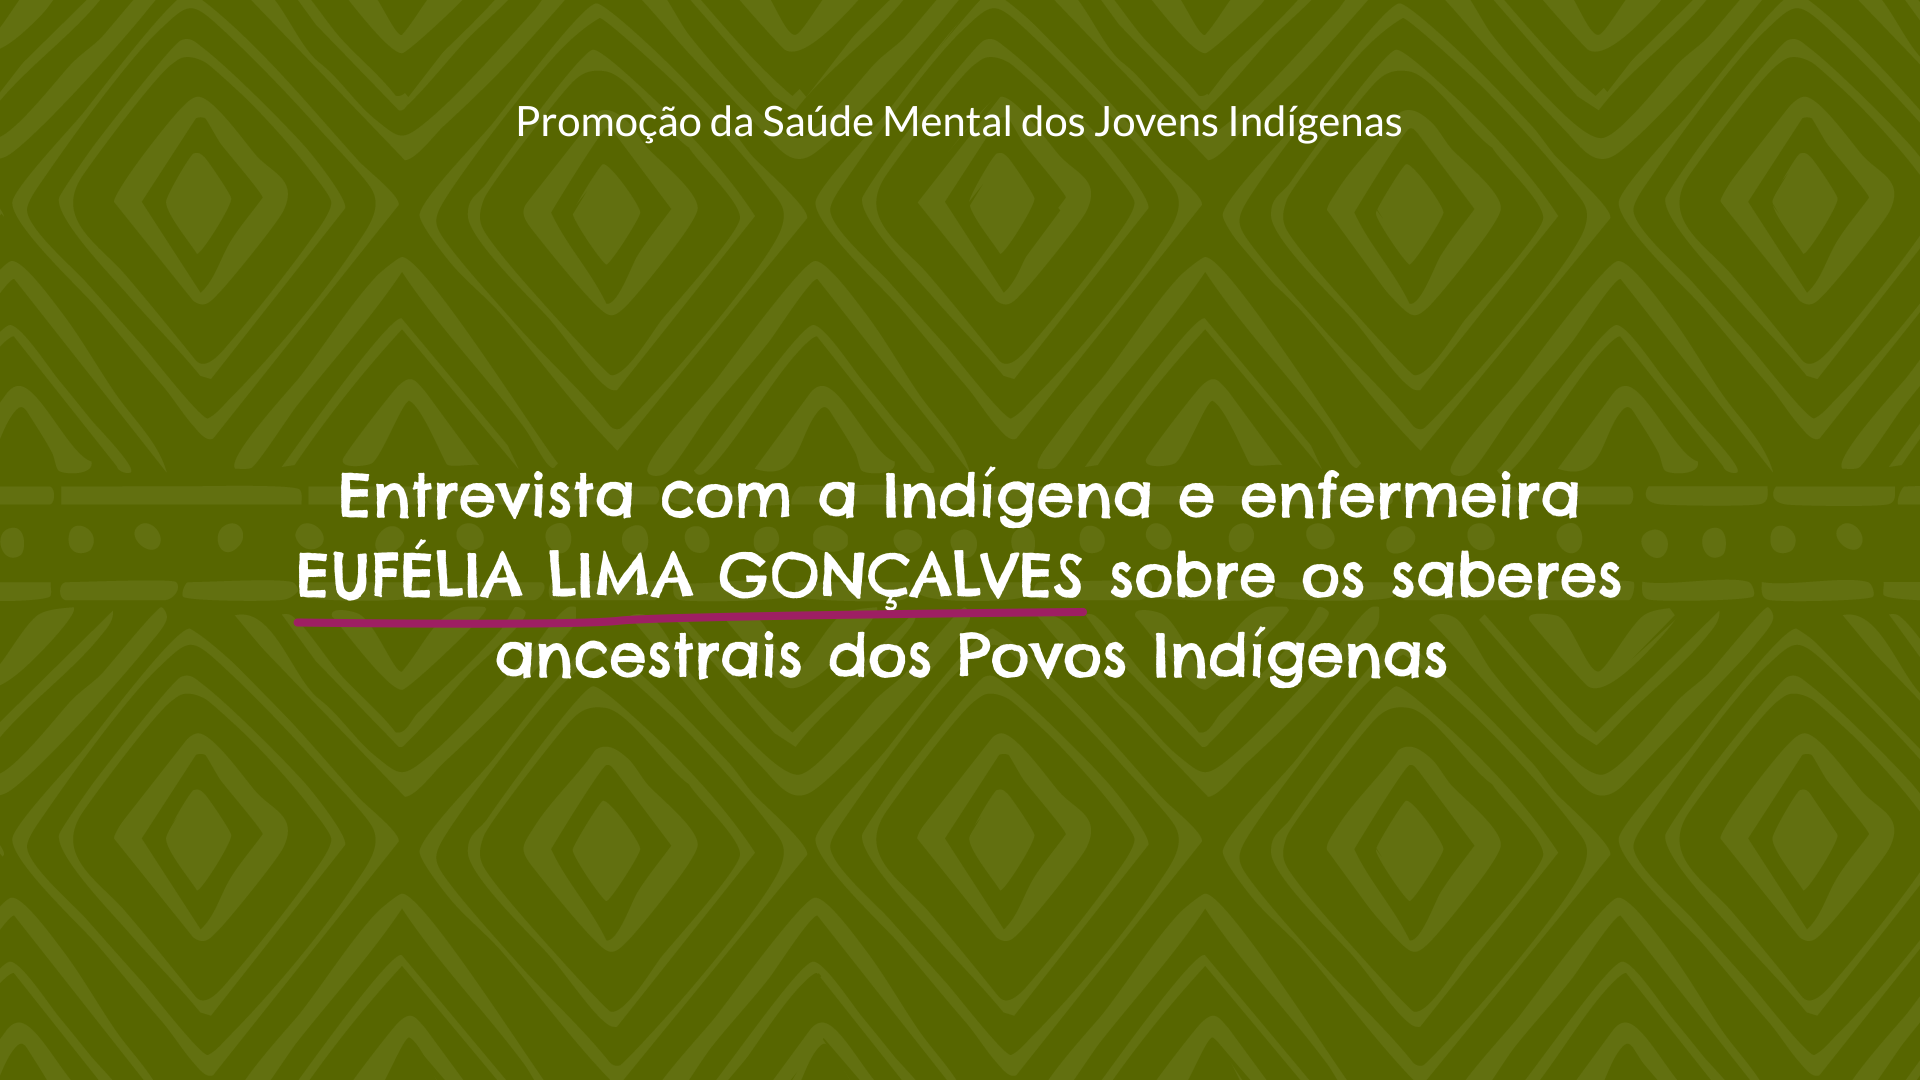 Promoção da Saúde Mental dos Jovens Indígenas
Entrevista com a Indígena e enfermeira
EUFÉLIA LIMA GONÇALVES sobre os saberes
ancestrais dos Povos Indígenas